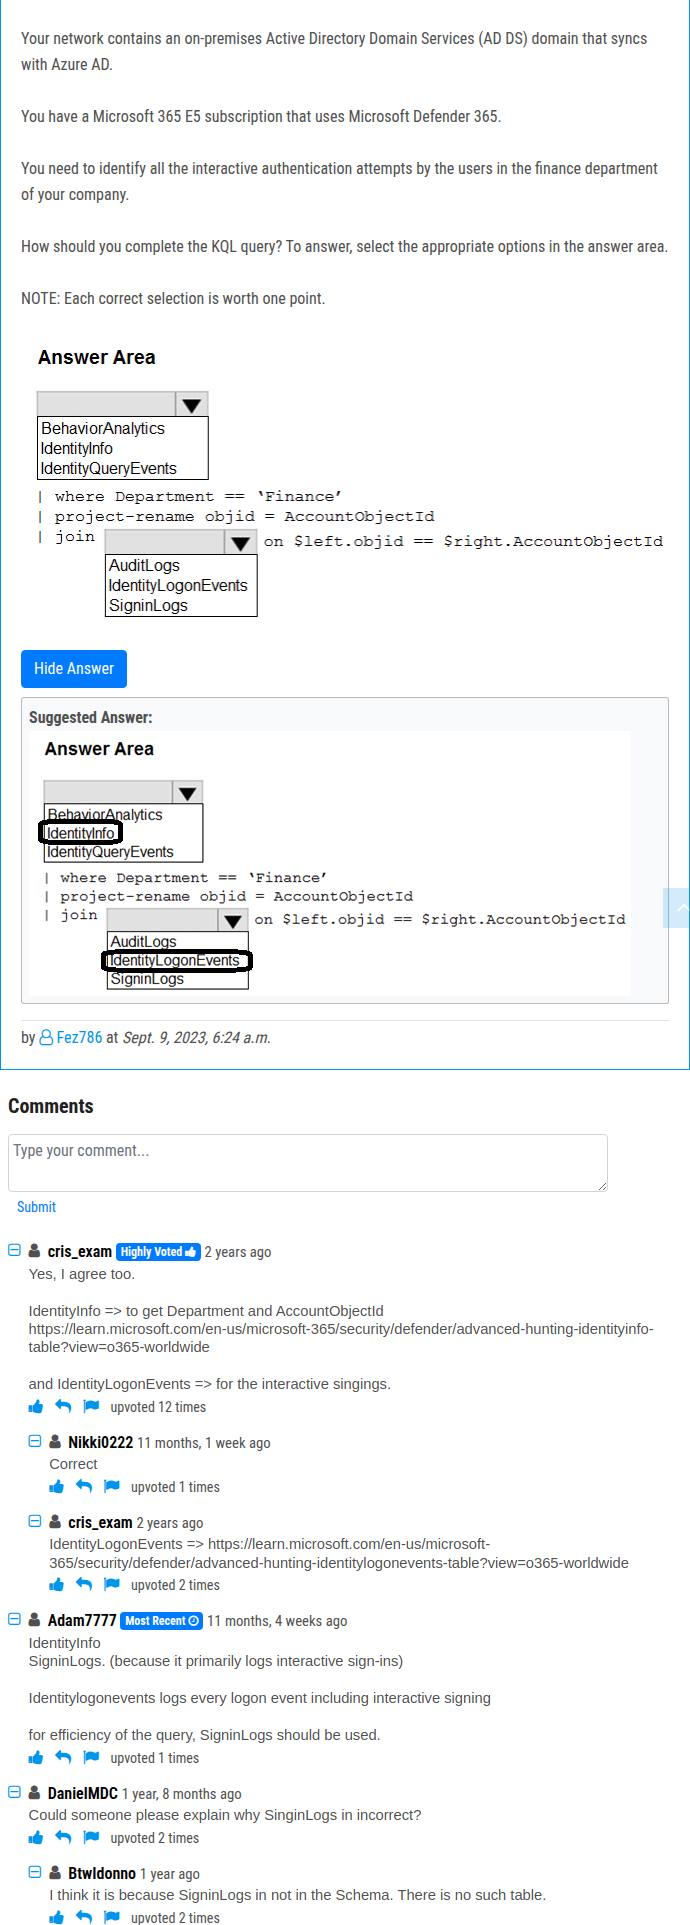 Your network contains an on-premises Active Directory Domain Services (AD DS) domain that syncs
with Azure AD.
You have a Microsoft 365 E5 subscription that uses Microsoft Defender 365.
You need to identify all the interactive authentication attempts by the users in the finance department
of your company.
How should you complete the KQL query? To answer, select the appropriate options in the answer area.
NOTE: Each correct selection is worth one point.
Answer Area
BehaviorAnalytics
IdentityInfo
IdentityQueryEvents
| where Department == ‘Finance’
| project-rename objid = AccountObjectId
| join on $left.objid == $right.AccountObjectId
AuditLogs
IdentityLogonEvents
SigninLogs
Hide Answer
Suggested Answer:
Answer Area
BehaviorAnalytics
IdentityInfo
IdentityQueryEvents
| where Department == ‘Finance’
| project-rename objid = AccountObjectId
| join on $left.objid == $right.AccountObjectId
AuditLogs
IdentityLogonEvents
SigninLogs
by Fez786 at Sept. 9, 2023, 6:24 a.m.
Comments
Type your comment...
Submit
cris_exam Highly Voted 2 years ago
Yes, I agree too.
IdentityInfo => to get Department and AccountObjectId
https://learn.microsoft.com/en-us/microsoft-365/security/defender/advanced-hunting-identityinfo-
table?view=o365-worldwide
and IdentityLogonEvents => for the interactive singings.
upvoted 12 times
Nikki0222 11 months, 1 week ago
Correct
upvoted 1 times
cris_exam 2 years ago
IdentityLogonEvents => https://learn.microsoft.com/en-us/microsoft-
365/security/defender/advanced-hunting-identitylogonevents-table?view=o365-worldwide
upvoted 2 times
Adam7777 Most Recent 11 months, 4 weeks ago
IdentityInfo
SigninLogs. (because it primarily logs interactive sign-ins)
Identitylogonevents logs every logon event including interactive signing
for efficiency of the query, SigninLogs should be used.
upvoted 1 times
DanielMDC 1 year, 8 months ago
Could someone please explain why SinginLogs in incorrect?
upvoted 2 times
Btwldonno 1 year ago
I think it is because SigninLogs in not in the Schema. There is no such table.
upvoted 2 times